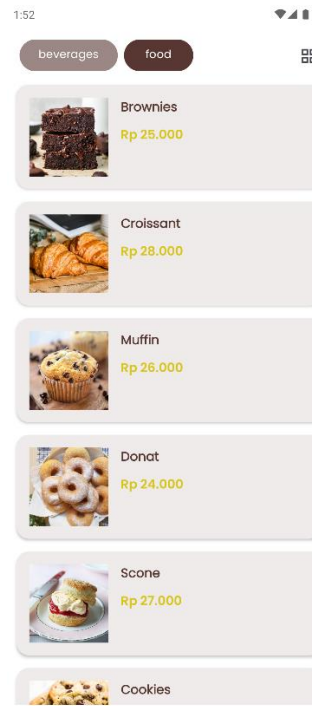 1:52
beverages food
Brownies
Rp 25.000
Croissant
Rp 28.000
Muffin
Rp 26.000
Donat
Rp 24.000
Scone
Rp 27.000
Cookies